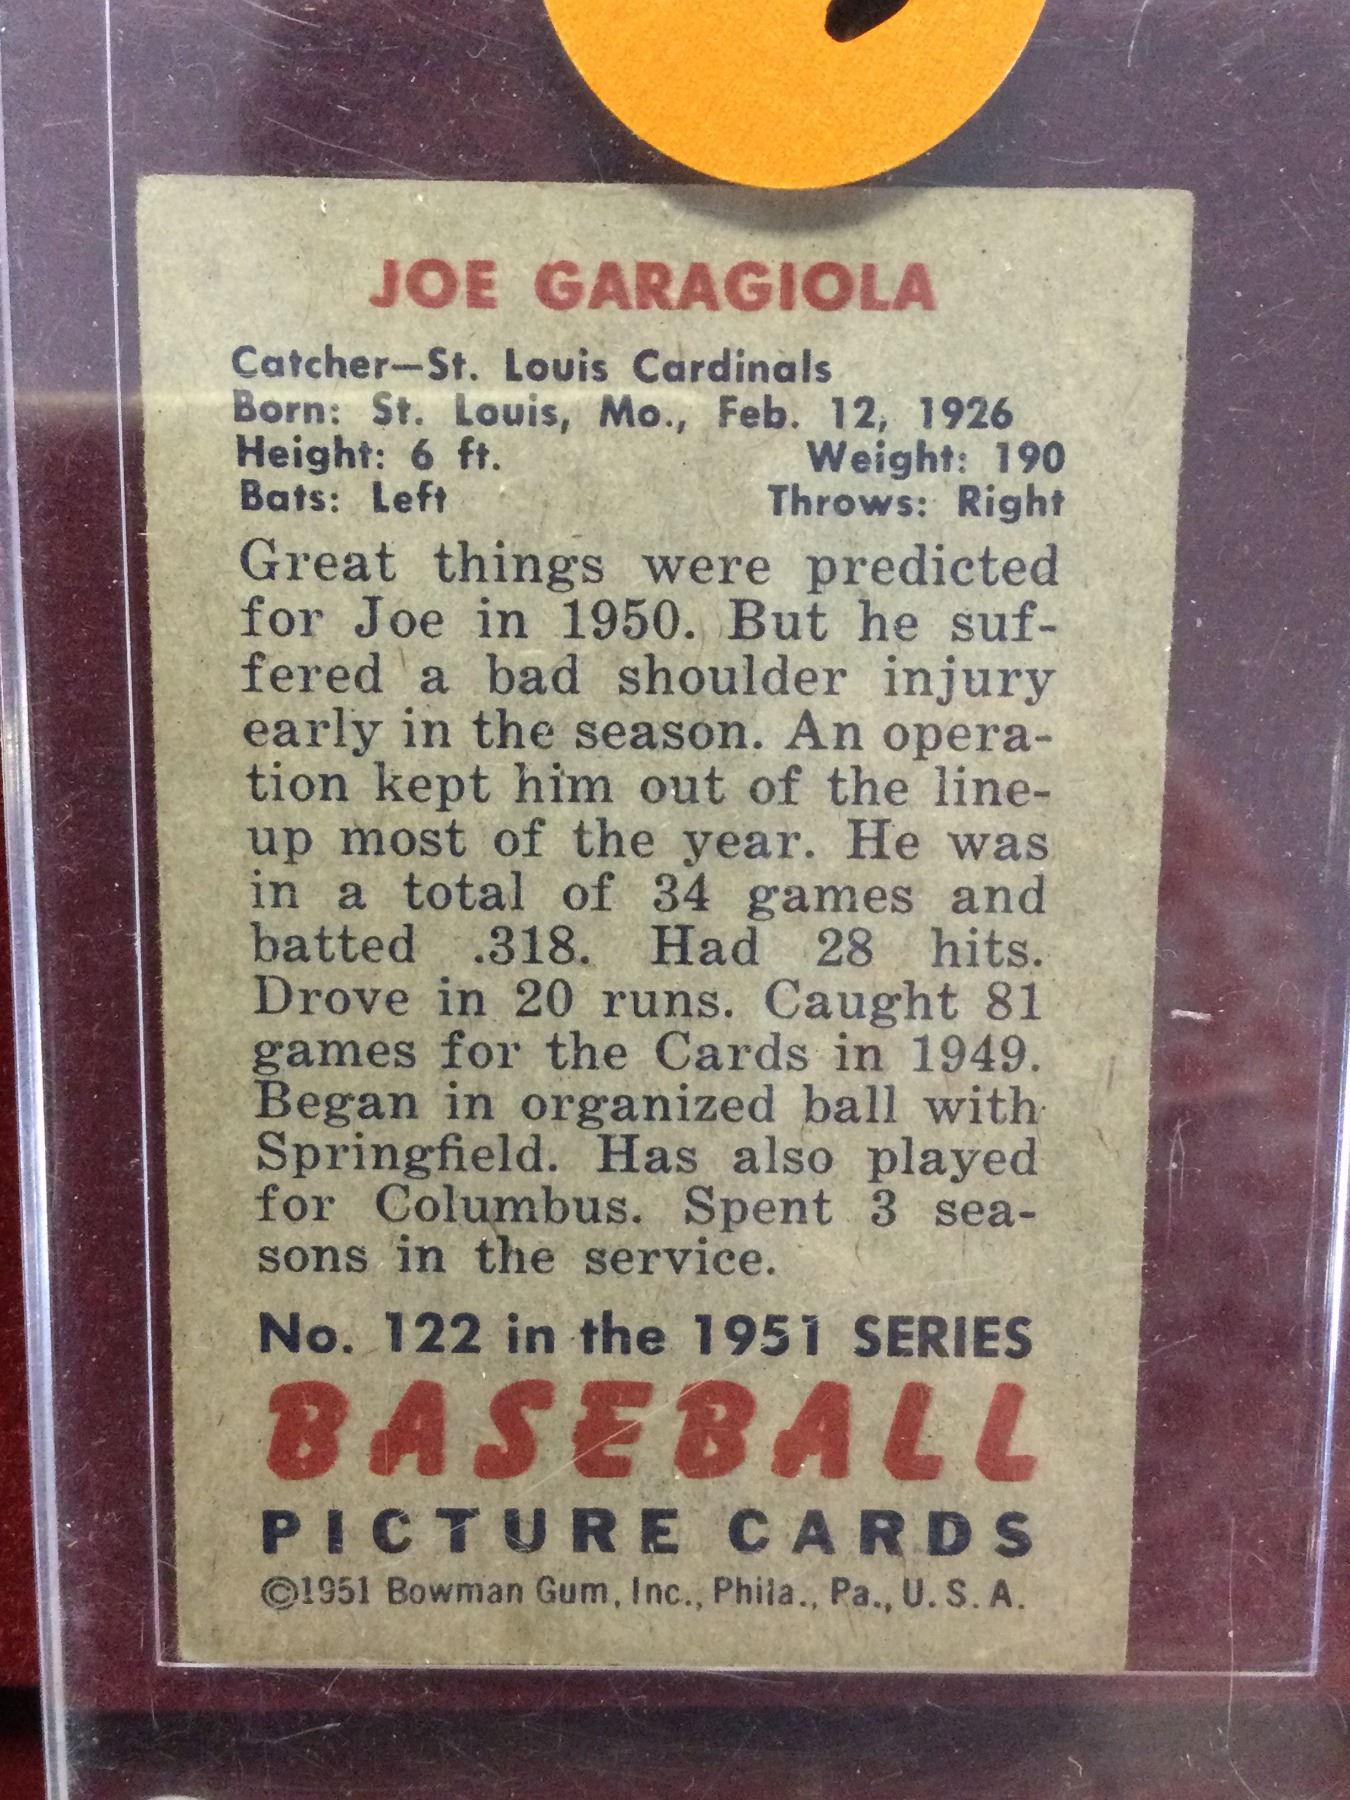 JOE GARAGIOLA
Catcher—St. Louis Cardinals
Born: St. Louis, Mo., Feb. 12, 1926
Height: 6 ft. Weight: 190
Bats: Left Throws: Right
Great things were predicted
for Joe in 1950. But he suf-
fered a bad shoulder injury
early in the season. An opera-
tion kept him out of the line-
up most of the year. He was
in a total of 34 games and
batted .318. Had 28 hits.
Drove in 20 runs. Caught 81
games for the Cards in 1949.
Began in organized ball with
Springfield. Has also played
for Columbus. Spent 3 sea-
sons in the service.
No. 122 in the 1951 SERIES
BASEBALL
PICTURE CARDS
©1951 Bowman Gum, Inc., Phila., Pa., U. S. A.